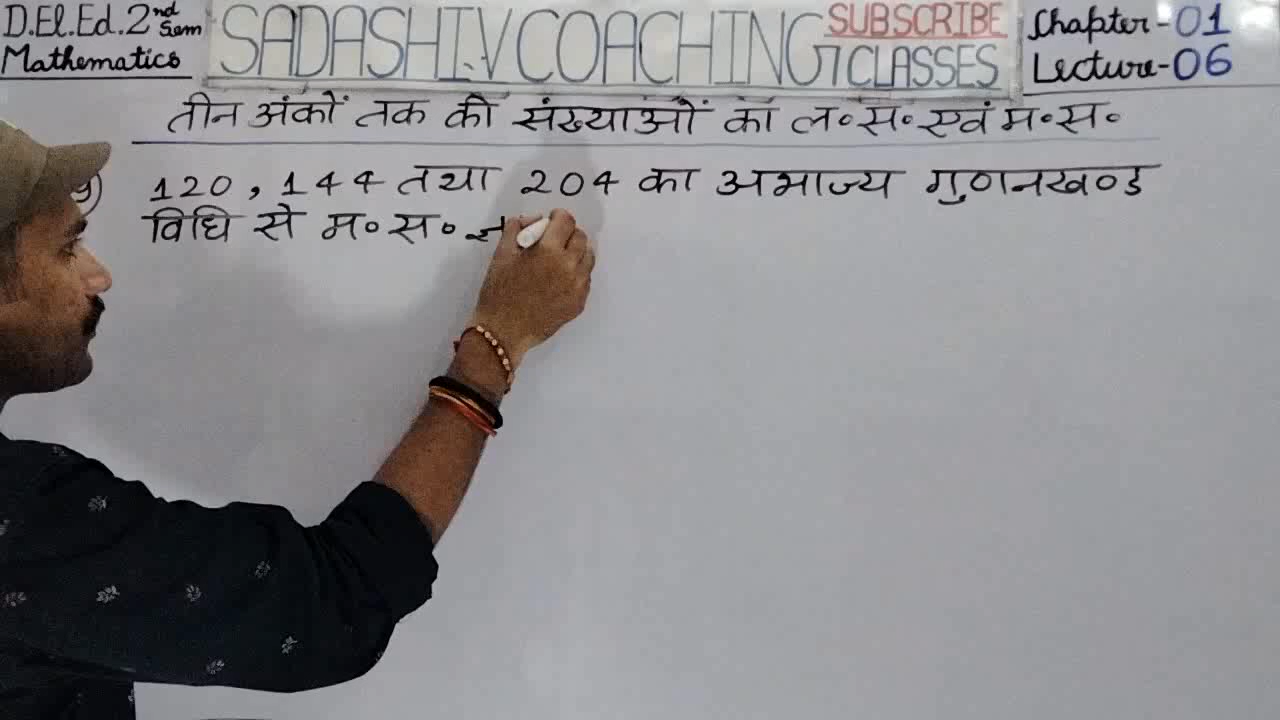 D.El.Ed. 2nd Sem
Mathematics
SADASHIV COACHING CLASSES
SUBSCRIBE
Chapter-01
Lecture-06
तीन अंकों तक की संख्याओं का ल॰स॰ एवं म॰स॰
120, 144 तथा 204 का अभाज्य गुणनखण्ड
विधि से म॰स॰